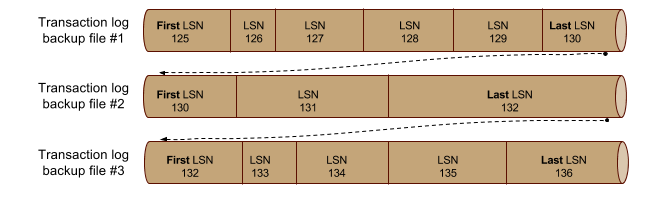 Transaction log
backup file #1
First LSN
125
LSN
126
LSN
127
LSN
128
LSN
129
Last LSN
130
Transaction log
backup file #2
First LSN
130
LSN
131
Last LSN
132
Transaction log
backup file #3
First LSN
132
LSN
133
LSN
134
LSN
135
Last LSN
136